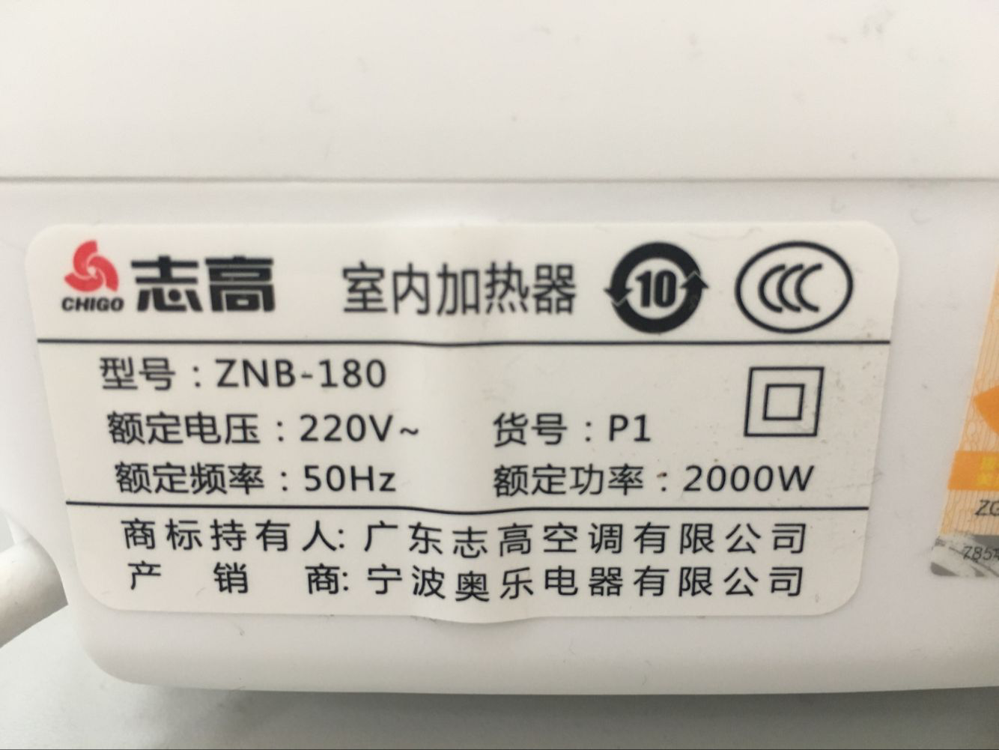 CHIGO 志高 室内加热器 10 CCC
型号：ZNB-180
额定电压：220V~ 货号：P1
额定频率：50Hz 额定功率：2000W
商标持有人：广东志高空调有限公司
产销商：宁波奥乐电器有限公司